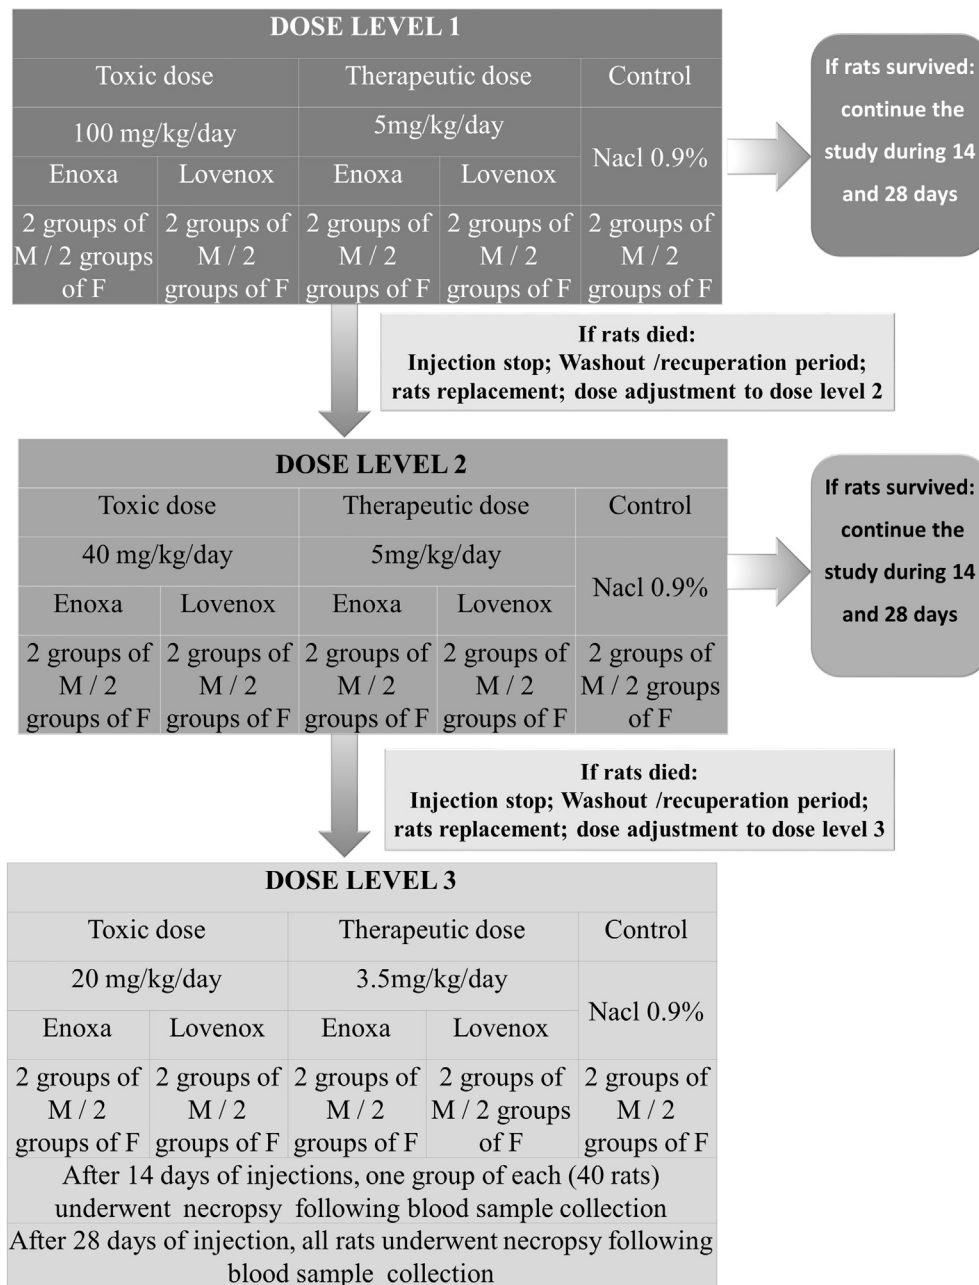 DOSE LEVEL 1
Toxic dose
Therapeutic dose
Control
100 mg/kg/day
5mg/kg/day
Nacl 0.9%
Enoxa
Lovenox
Enoxa
Lovenox
2 groups of
M / 2 groups
of F
2 groups of
M / 2
groups of F
2 groups of
M / 2
groups of F
2 groups of
M / 2
groups of F
2 groups of
M / 2
groups of F
If rats survived:
continue the
study during 14
and 28 days
If rats died:
Injection stop; Washout /recuperation period;
rats replacement; dose adjustment to dose level 2
DOSE LEVEL 2
Toxic dose
Therapeutic dose
Control
40 mg/kg/day
5mg/kg/day
Nacl 0.9%
Enoxa
Lovenox
Enoxa
Lovenox
2 groups of
M / 2
groups of F
2 groups of
M / 2
groups of F
2 groups of
M / 2
groups of F
2 groups of
M / 2
groups of F
2 groups of
M / 2 groups
of F
If rats survived:
continue the
study during 14
and 28 days
If rats died:
Injection stop; Washout /recuperation period;
rats replacement; dose adjustment to dose level 3
DOSE LEVEL 3
Toxic dose
Therapeutic dose
Control
20 mg/kg/day
3.5mg/kg/day
Nacl 0.9%
Enoxa
Lovenox
Enoxa
Lovenox
2 groups of
M / 2
groups of F
2 groups of
M / 2
groups of F
2 groups of
M / 2
groups of F
2 groups of
M / 2 groups
of F
2 groups of
M / 2
groups of F
After 14 days of injections, one group of each (40 rats)
underwent necropsy following blood sample collection
After 28 days of injection, all rats underwent necropsy following
blood sample collection